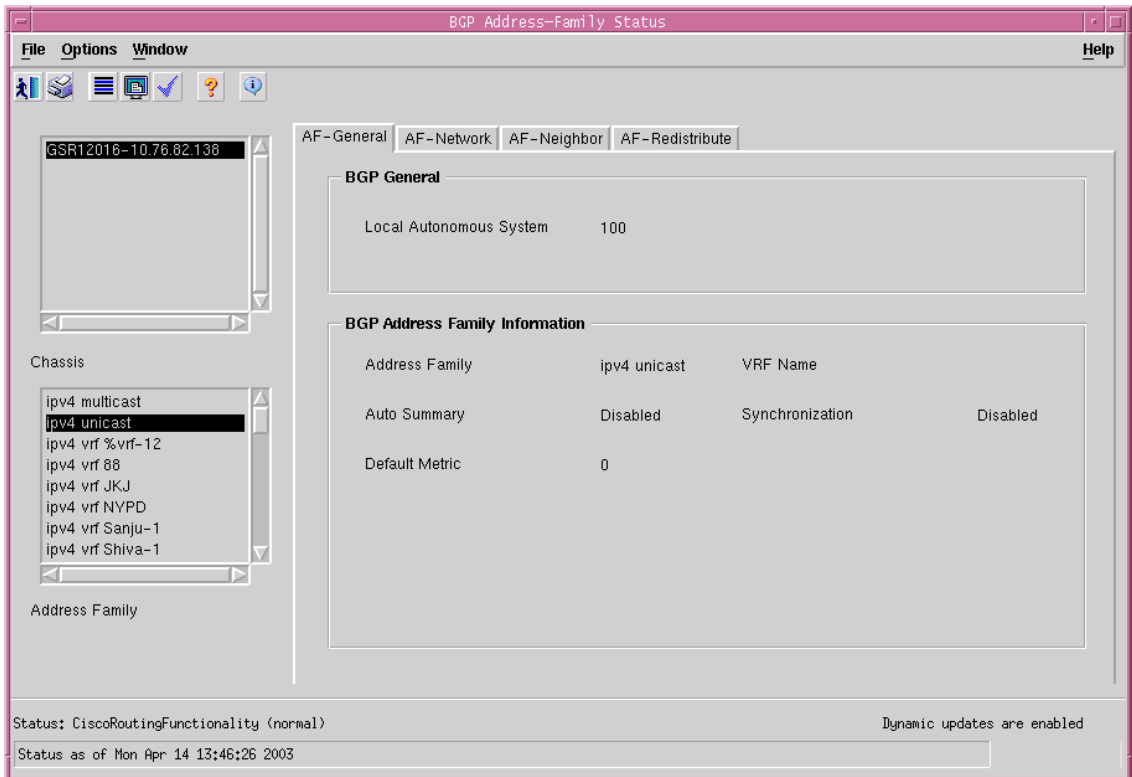 BGP Address-Family Status
File Options Window Help
GSR12016-10.76.82.138
Chassis
ipv4 multicast
ipv4 unicast
ipv4 vrf %vrf-12
ipv4 vrf 88
ipv4 vrf JKJ
ipv4 vrf NYPD
ipv4 vrf Sanju-1
ipv4 vrf Shiva-1
Address Family
AF-General AF-Network AF-Neighbor AF-Redistribute
BGP General
Local Autonomous System 100
BGP Address Family Information
Address Family ipv4 unicast VRF Name
Auto Summary Disabled Synchronization Disabled
Default Metric 0
Status: CiscoRoutingFunctionality (normal) Dynamic updates are enabled
Status as of Mon Apr 14 13:46:26 2003